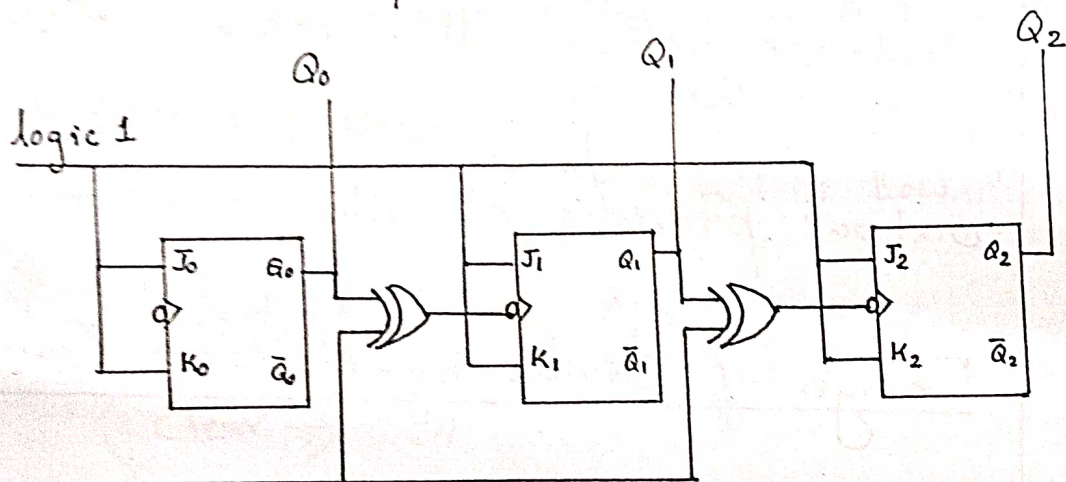 Q₂
Q₁
Q₀
logic 1
J₀ Q₀
K₀ Q̅₀
J₁ Q₁
K₁ Q̅₁
J₂ Q₂
K₂ Q̅₂